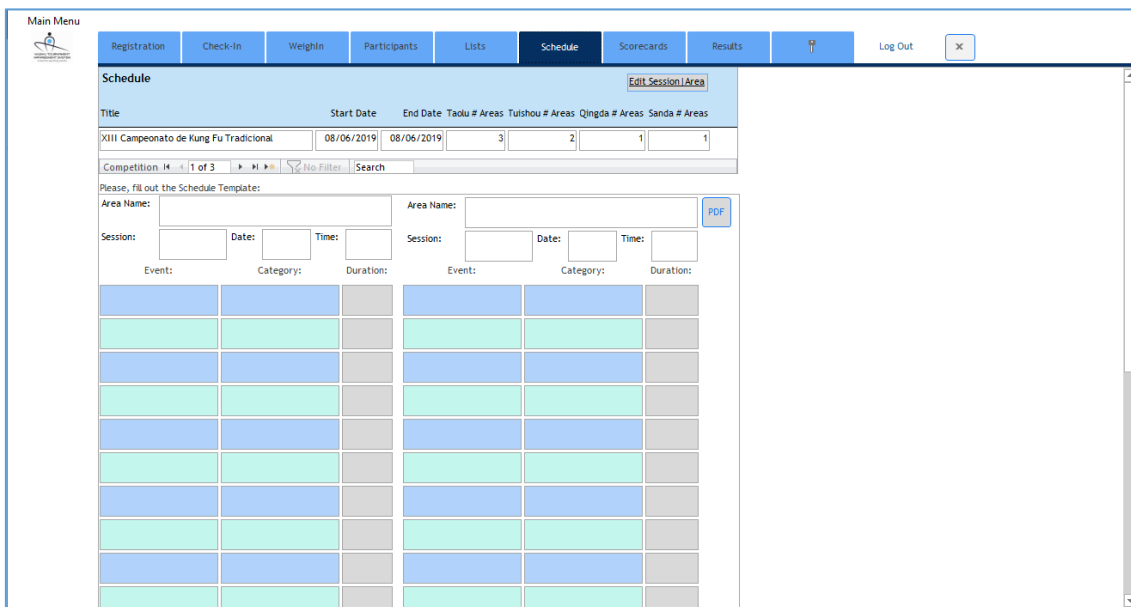 Main Menu
Registration Check-In WeighIn Participants Lists Schedule Scorecards Results Log Out
Schedule Edit Session|Area
Title Start Date End Date Taolu # Areas Tuishou # Areas Qingda # Areas Sanda # Areas
XIII Campeonato de Kung Fu Tradicional 08/06/2019 08/06/2019 3 2 1 1
Competition 1 of 3 No Filter Search
Please, fill out the Schedule Template:
Area Name: Area Name: PDF
Session: Date: Time: Session: Date: Time:
Event: Category: Duration: Event: Category: Duration: